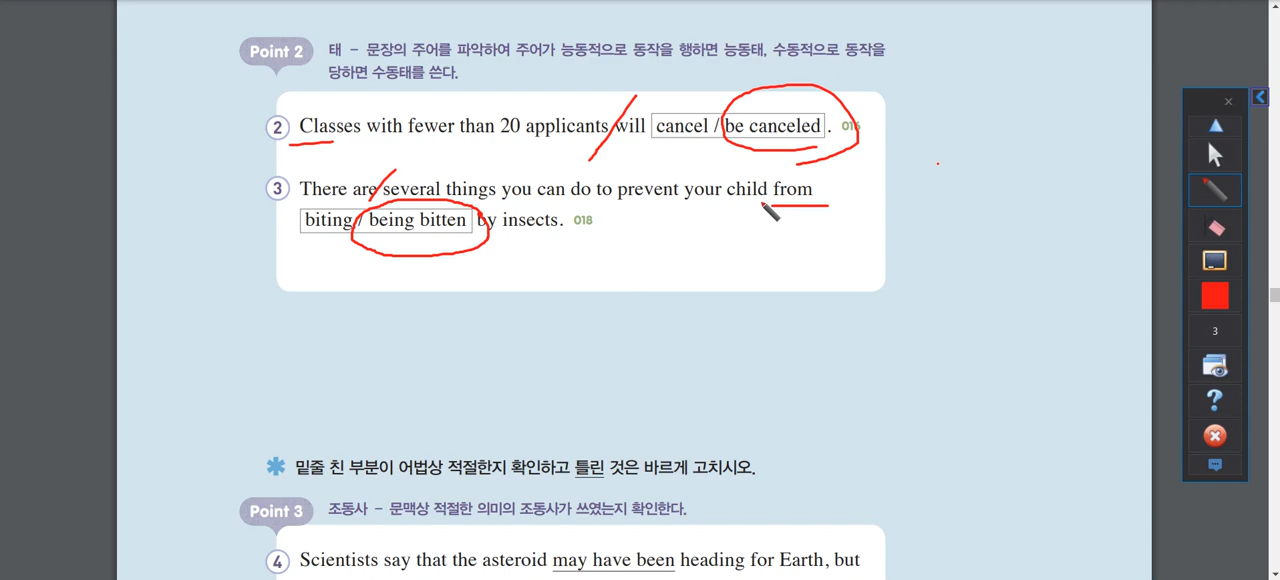 Point 2
태 – 문장의 주어를 파악하여 주어가 능동적으로 동작을 행하면 능동태, 수동적으로 동작을
당하면 수동태를 쓴다.
2 Classes with fewer than 20 applicants will cancel / be canceled . 016
3 There are several things you can do to prevent your child from
biting / being bitten by insects. 018
3
✱ 밑줄 친 부분이 어법상 적절한지 확인하고 틀린 것은 바르게 고치시오.
Point 3
조동사 – 문맥상 적절한 의미의 조동사가 쓰였는지 확인한다.
4 Scientists say that the asteroid may have been heading for Earth, but